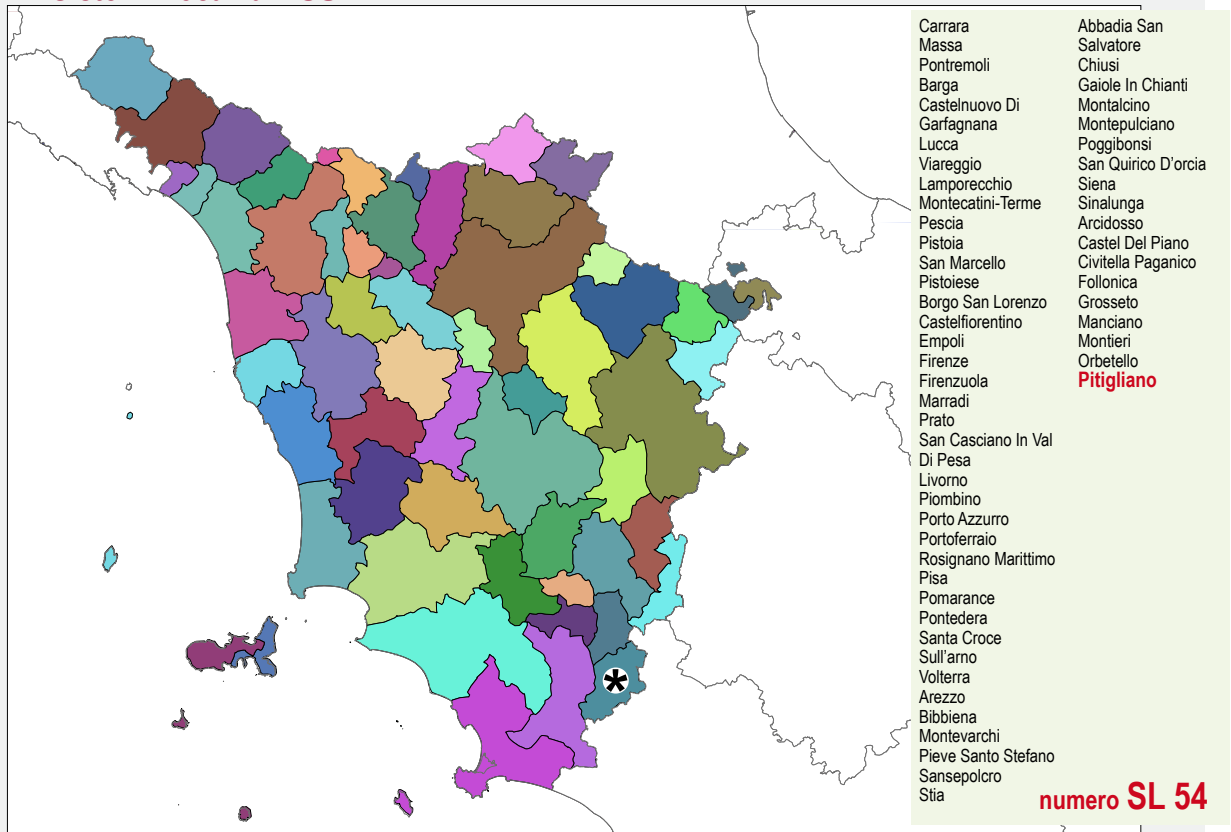 Carrara
Massa
Pontremoli
Barga
Castelnuovo Di
Garfagnana
Lucca
Viareggio
Lamporecchio
Montecatini-Terme
Pescia
Pistoia
San Marcello
Pistoiese
Borgo San Lorenzo
Castelfiorentino
Empoli
Firenze
Firenzuola
Marradi
Prato
San Casciano In Val
Di Pesa
Livorno
Piombino
Porto Azzurro
Portoferraio
Rosignano Marittimo
Pisa
Pomarance
Pontedera
Santa Croce
Sull'arno
Volterra
Arezzo
Bibbiena
Montevarchi
Pieve Santo Stefano
Sansepolcro
Stia
Abbadia San
Salvatore
Chiusi
Gaiole In Chianti
Montalcino
Montepulciano
Poggibonsi
San Quirico D'orcia
Siena
Sinalunga
Arcidosso
Castel Del Piano
Civitella Paganico
Follonica
Grosseto
Manciano
Montieri
Orbetello
Pitigliano
*
numero SL 54